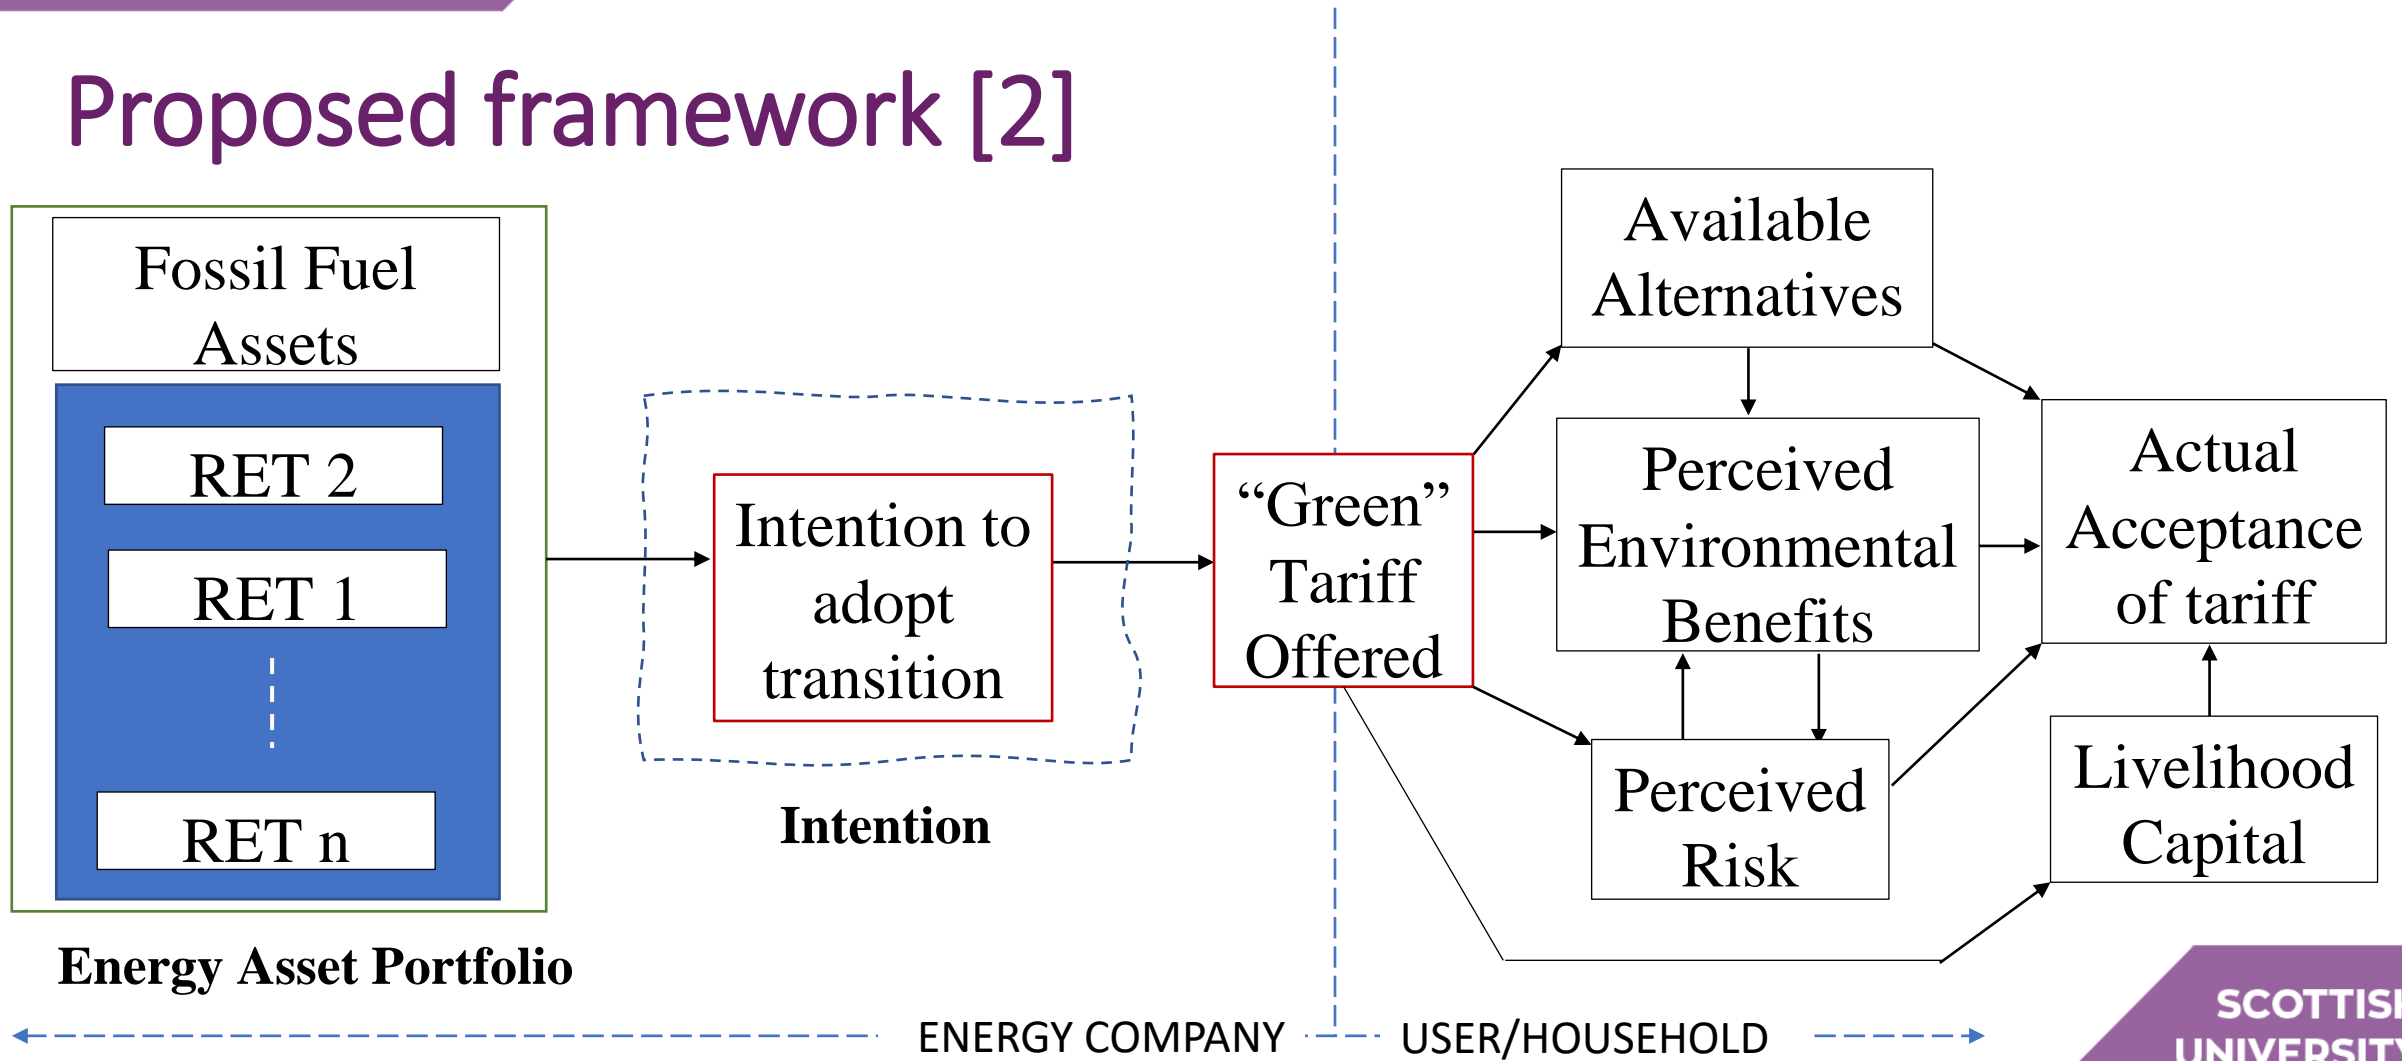 Proposed framework [2]
Fossil Fuel
Assets
RET 2
RET 1
RET n
Energy Asset Portfolio
Intention to
adopt
transition
Intention
“Green”
Tariff
Offered
Available
Alternatives
Perceived
Environmental
Benefits
Perceived
Risk
Actual
Acceptance
of tariff
Livelihood
Capital
ENERGY COMPANY
USER/HOUSEHOLD
SCOTTISH
UNIVERSITY